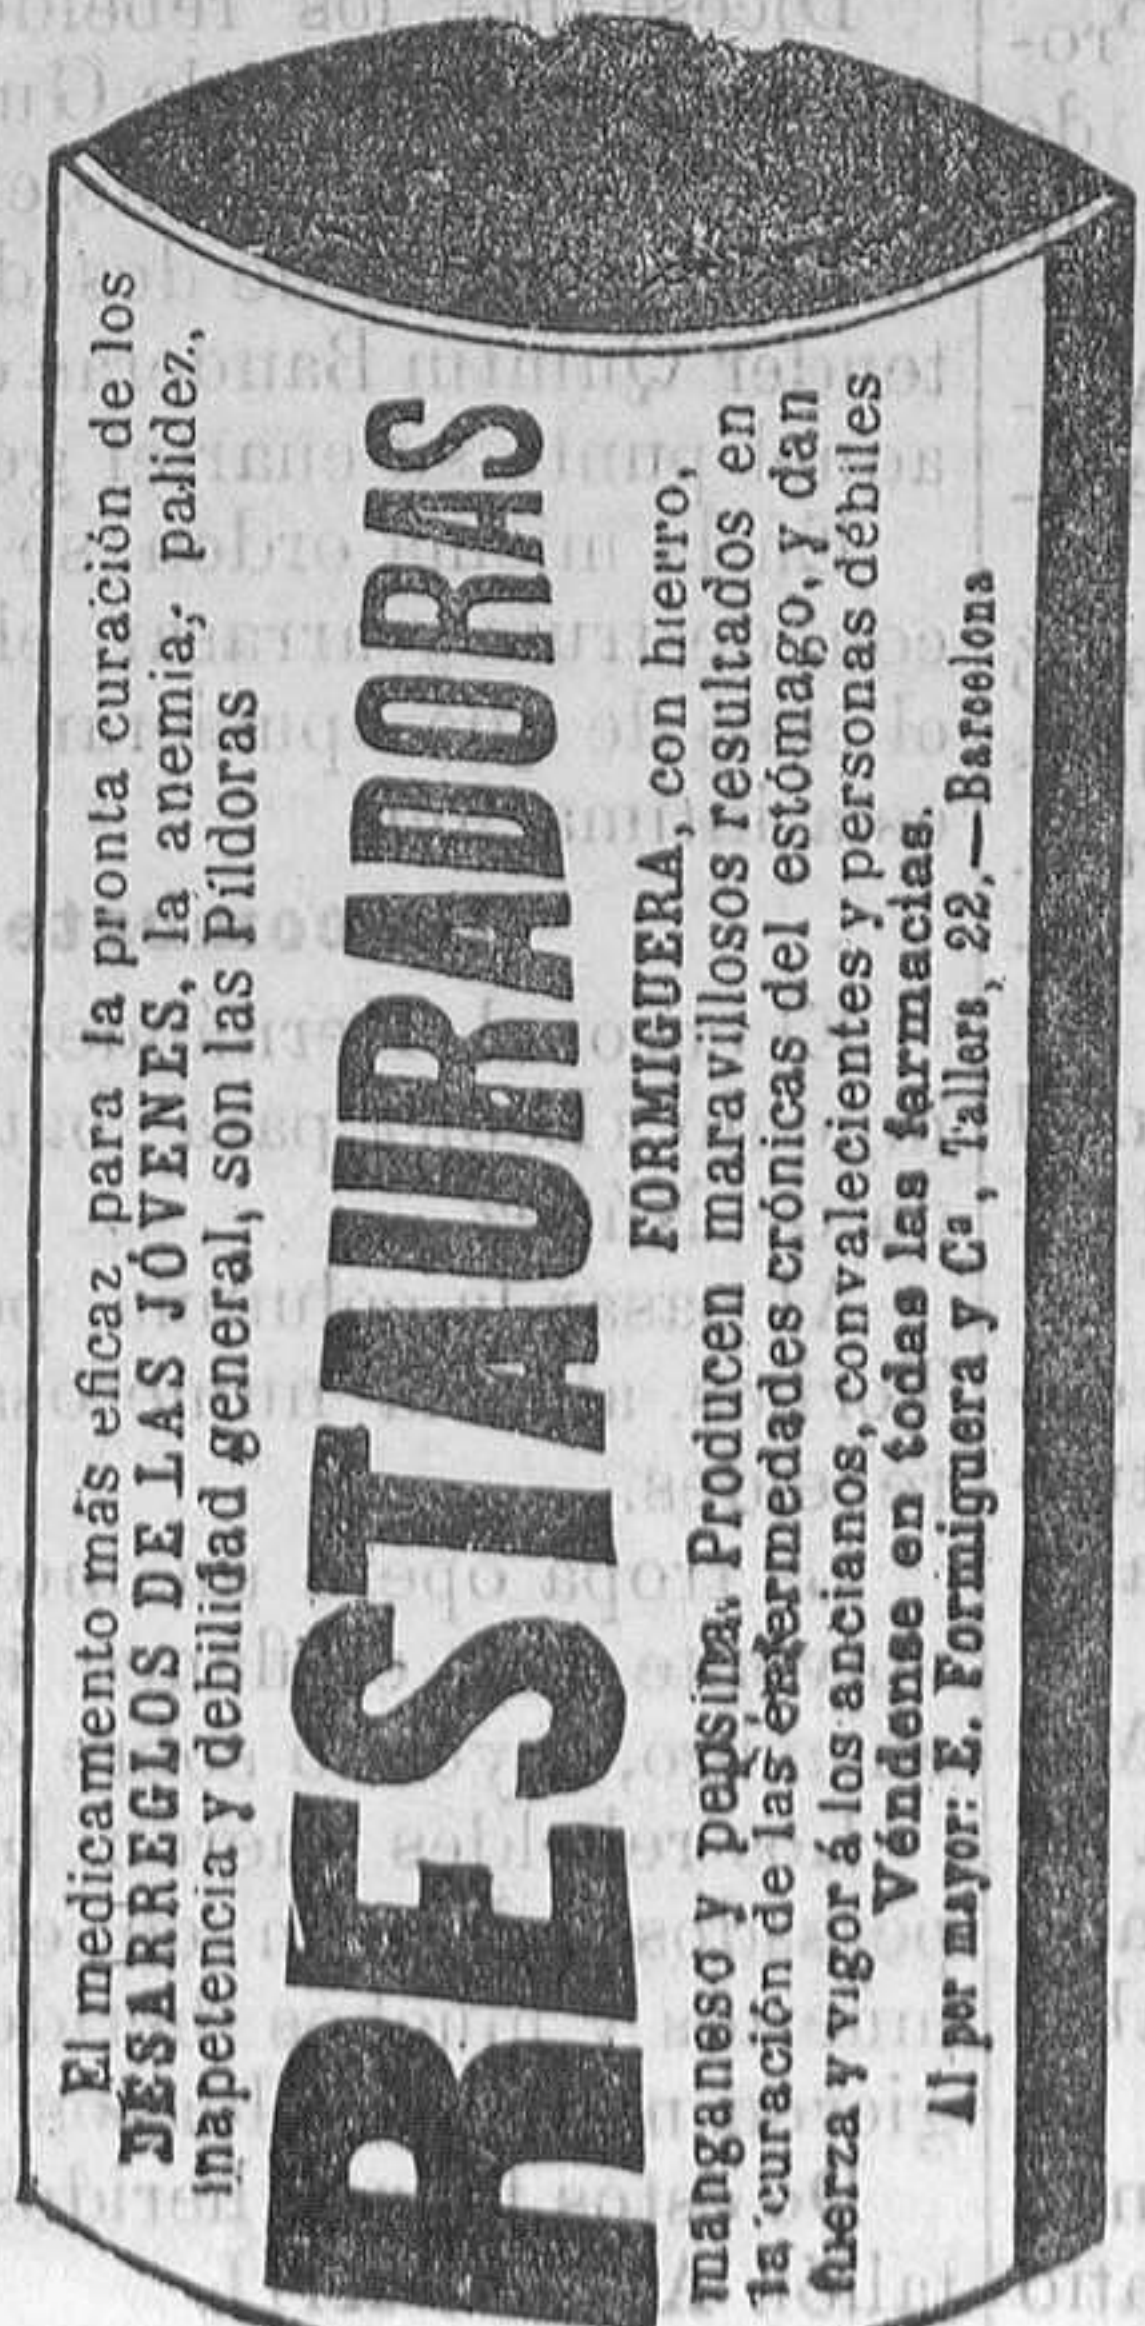 El medicamento más eficaz para la pronta curación de los
DESARREGLOS DE LAS JÓVENES, la anemia, palidez,
inapetencia y debilidad general, son las Pildoras
RESTAURADORAS
FORMIGUERA, con hierro,
manganeso y pepsina. Producen maravillosos resultados en
la curación de las enfermedades crónicas del estómago, y dan
fuerza y vigor á los ancianos, convalecientes y personas débiles
Véndense en todas las farmacias.
Al por mayor: E. Formiguera y Cª, Tallers, 22,—Barcelona